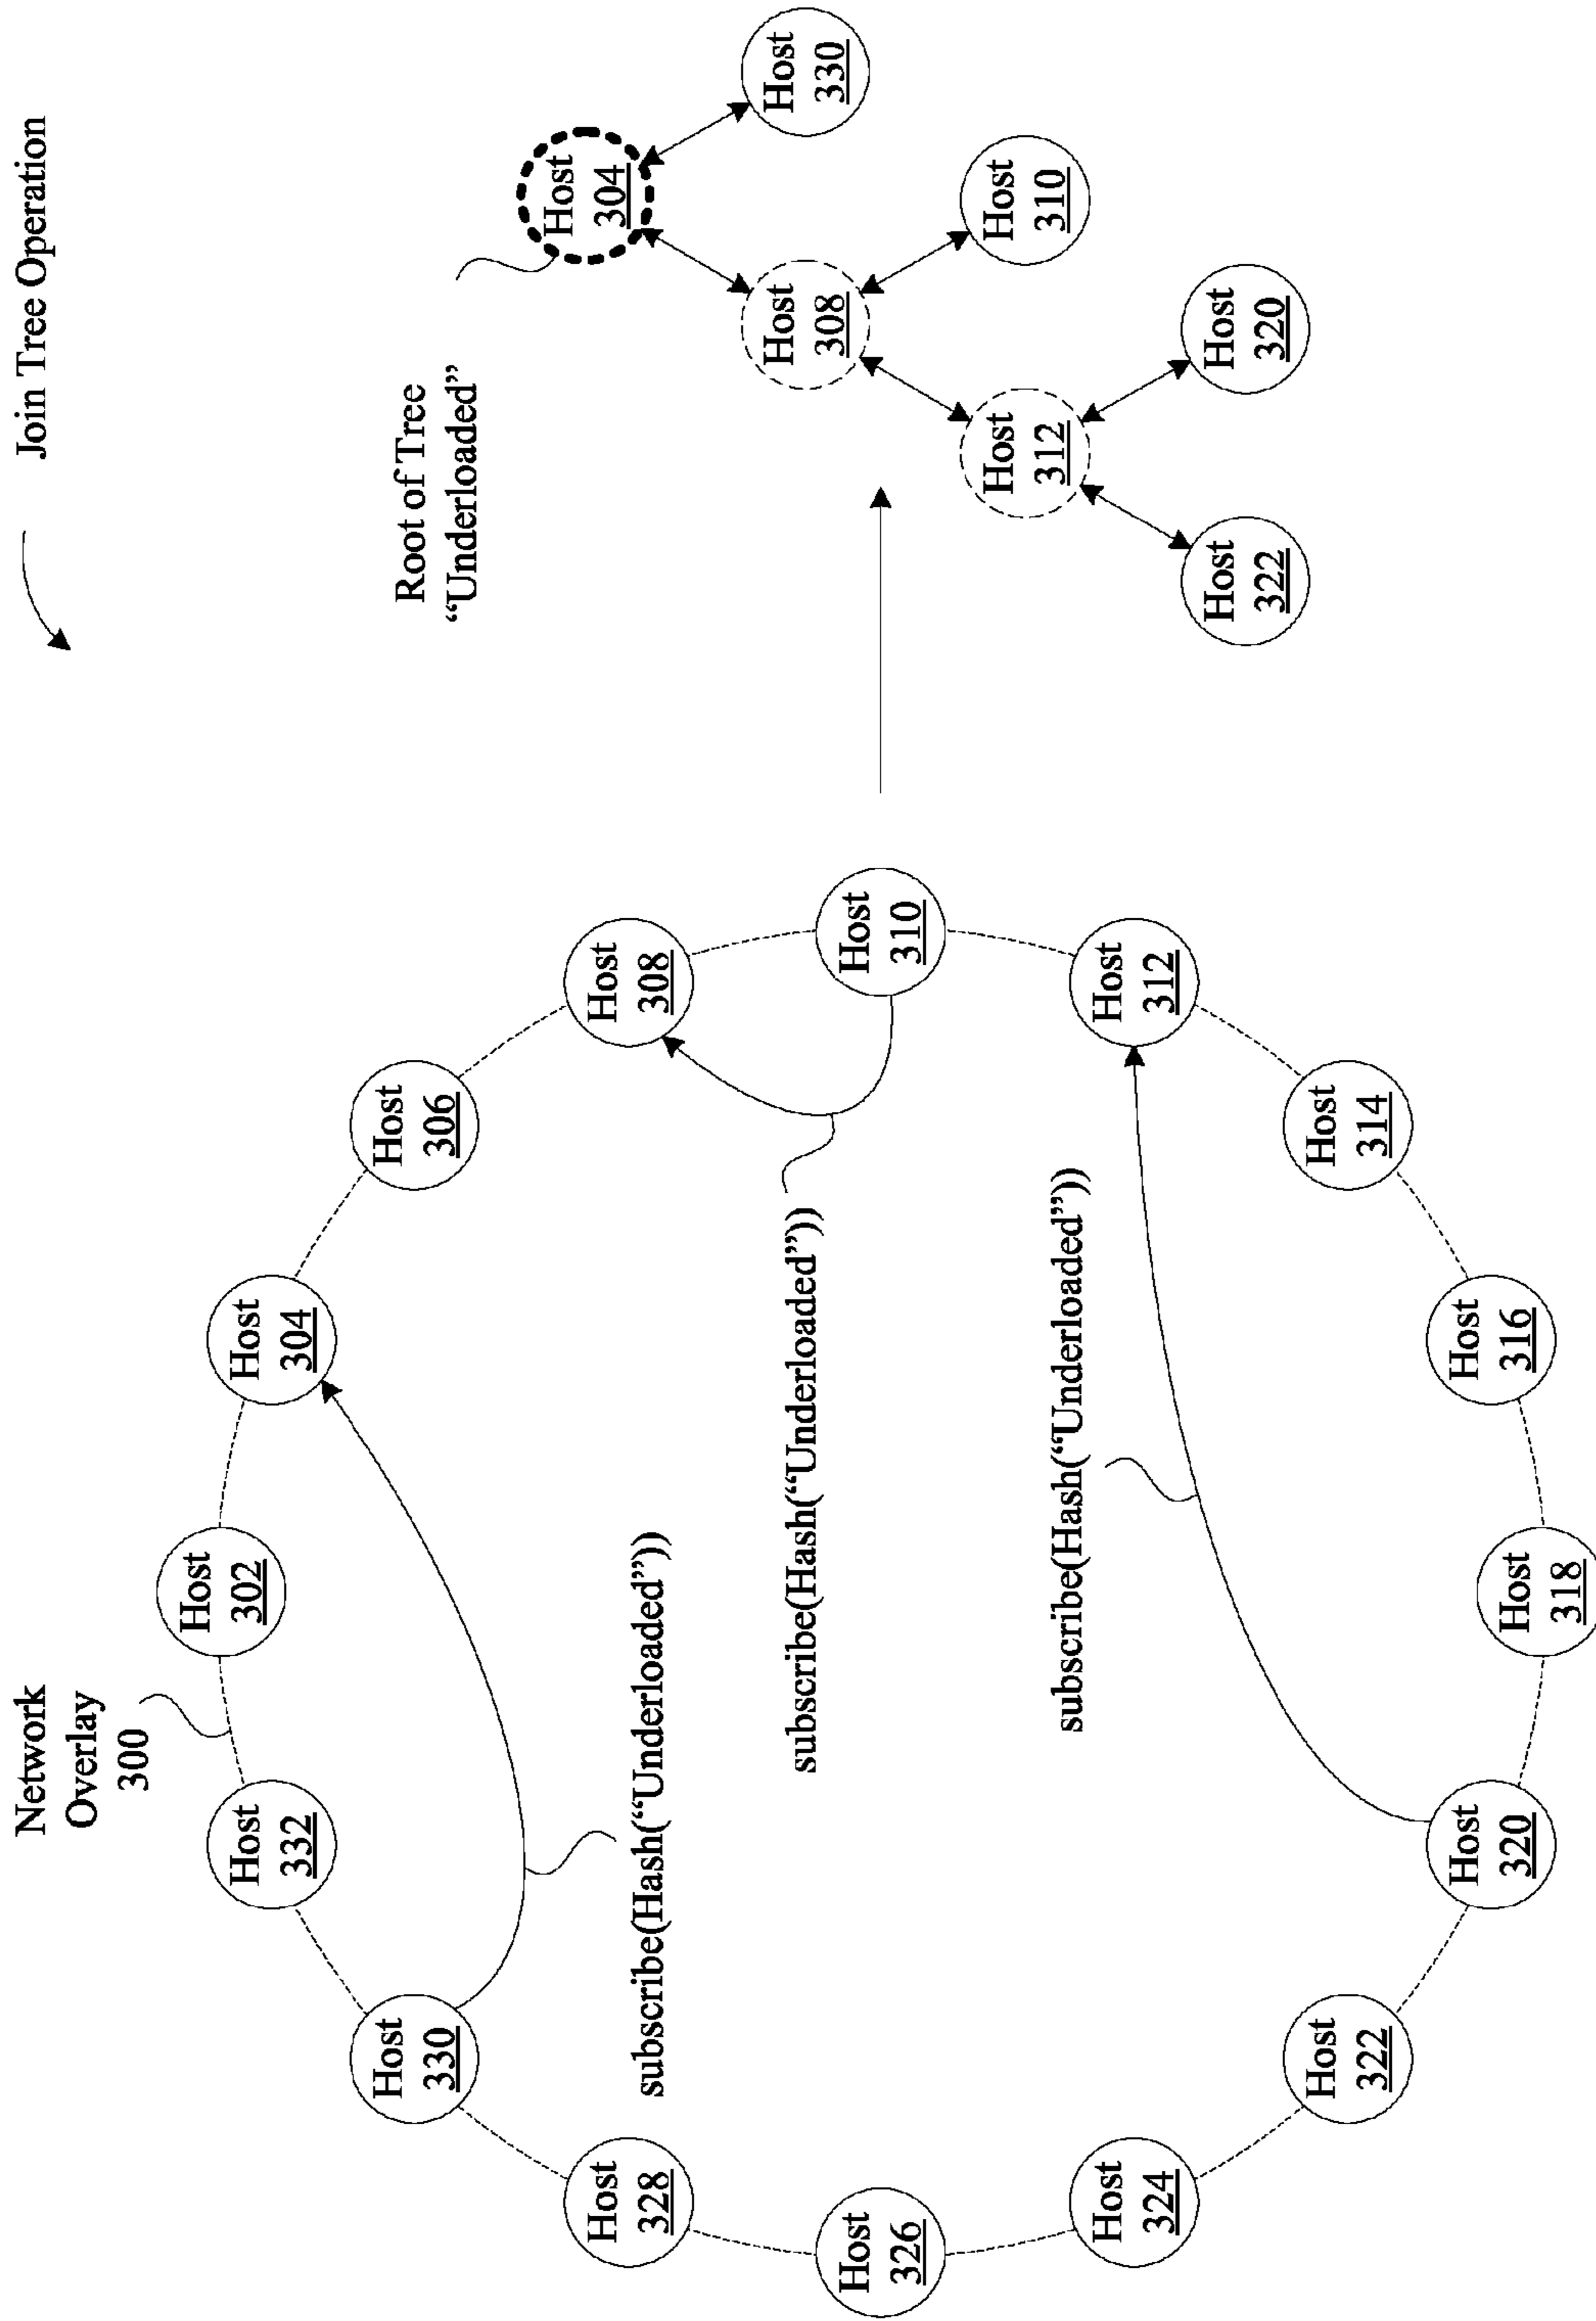 Join Tree Operation
Network
Overlay
300
Host
302
Host
304
Host
306
Host
308
Host
310
Host
312
Host
314
Host
316
Host
318
Host
320
Host
322
Host
324
Host
326
Host
328
Host
330
Host
332
subscribe(Hash(“Underloaded”))
subscribe(Hash(“Underloaded”))
subscribe(Hash(“Underloaded”))
Root of Tree
“Underloaded”
Host
304
Host
308
Host
330
Host
312
Host
310
Host
322
Host
320